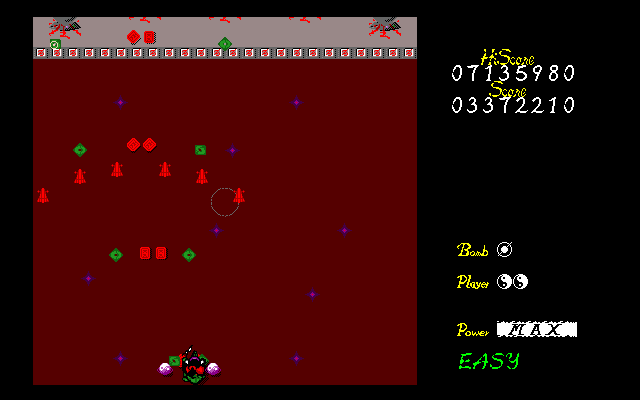 HiScore
07135980
Score
03372210
Bomb
Player
Power MAX
EASY